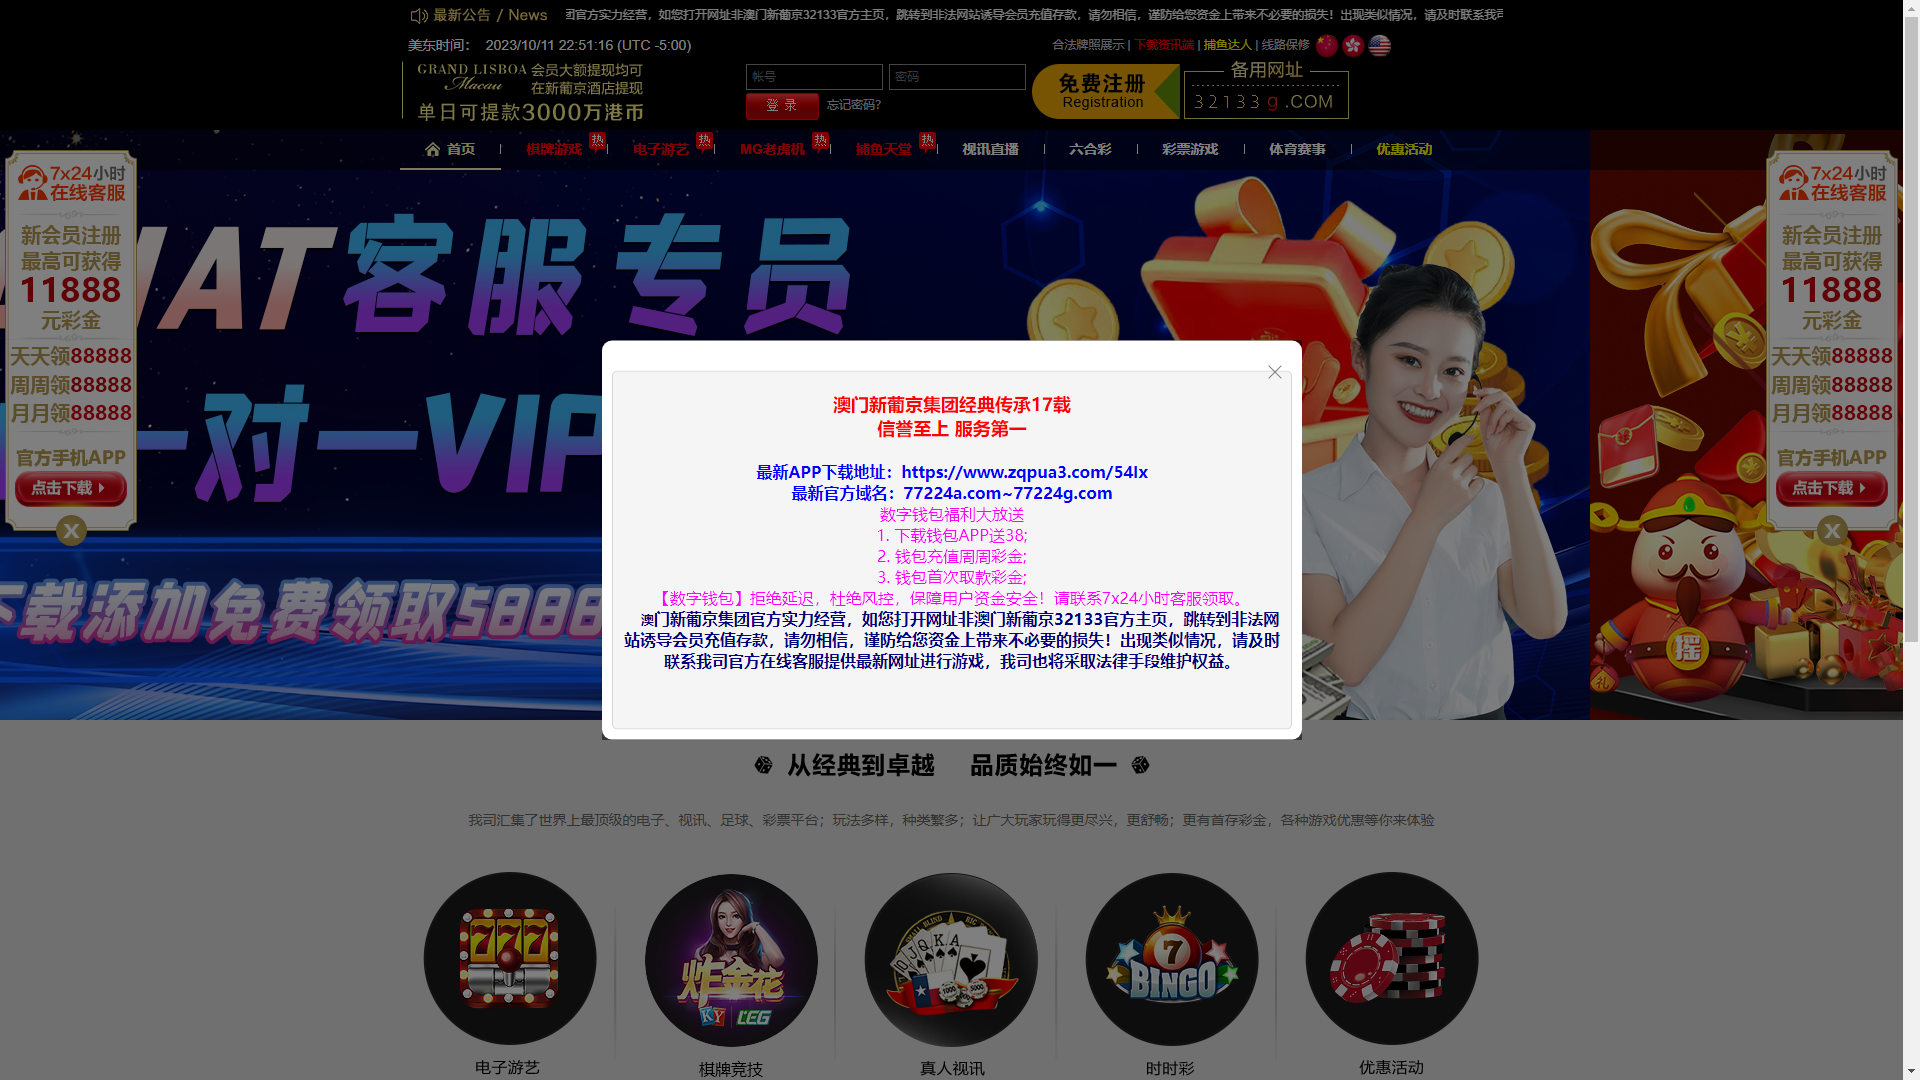 最新公告 / News
团官方实力经营，如您打开网址非澳门新葡京32133官方主页，跳转到非法网站诱导会员充值存款，请勿相信，谨防给您资金上带来不必要的损失！出现类似情况，请及时联系我司
美东时间： 2023/10/11 22:51:16 (UTC -5:00)
合法牌照展示 | 下载资讯端 | 捕鱼达人 | 线路保修
GRAND LISBOA
Macau
会员大额提现均可
在新葡京酒店提现
单日可提款3000万港币
帐号
密码
登 录
忘记密码?
免费注册
Registration
备用网址
32133g.COM
首页
棋牌游戏 热
电子游艺 热
MG老虎机 热
捕鱼天堂 热
视讯直播
六合彩
彩票游戏
体育赛事
优惠活动
7x24小时
在线客服
新会员注册
最高可获得
11888
元彩金
天天领88888
周周领88888
月月领88888
官方手机APP
点击下载
X
HAT客服专员
一对一VIP
下载添加免费领取5888
7x24小时
在线客服
新会员注册
最高可获得
11888
元彩金
天天领88888
周周领88888
月月领88888
官方手机APP
点击下载
X
摇
澳门新葡京集团经典传承17载
信誉至上 服务第一
最新APP下载地址：https://www.zqpua3.com/54lx
最新官方域名：77224a.com~77224g.com
数字钱包福利大放送
1. 下载钱包APP送38;
2. 钱包充值周周彩金;
3. 钱包首次取款彩金;
【数字钱包】拒绝延迟，杜绝风控，保障用户资金安全！请联系7x24小时客服领取。
澳门新葡京集团官方实力经营，如您打开网址非澳门新葡京32133官方主页，跳转到非法网
站诱导会员充值存款，请勿相信，谨防给您资金上带来不必要的损失！出现类似情况，请及时
联系我司官方在线客服提供最新网址进行游戏，我司也将采取法律手段维护权益。
从经典到卓越 品质始终如一
我司汇集了世界上最顶级的电子、视讯、足球、彩票平台；玩法多样，种类繁多；让广大玩家玩得更尽兴，更舒畅；更有首存彩金，各种游戏优惠等你来体验
777
炸金花
KY LEG
10 J Q K A
7
BINGO
电子游艺
棋牌竞技
真人视讯
时时彩
优惠活动